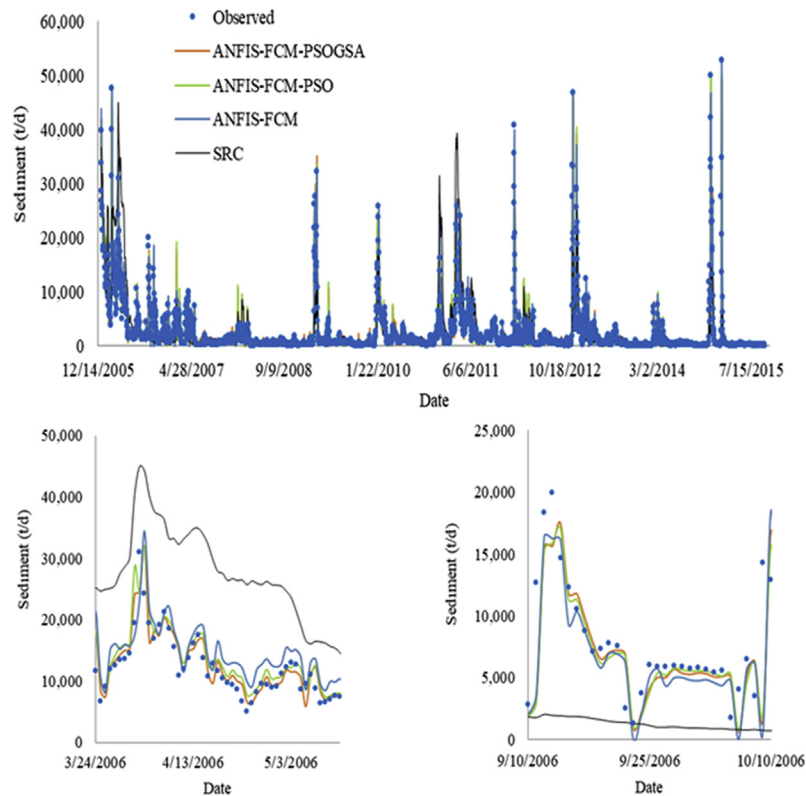 Observed
ANFIS-FCM-PSOGSA
ANFIS-FCM-PSO
ANFIS-FCM
SRC
Sediment (t/d)
60,000
50,000
40,000
30,000
20,000
10,000
0
12/14/2005 4/28/2007 9/9/2008 1/22/2010 6/6/2011 10/18/2012 3/2/2014 7/15/2015
Date
Sediment (t/d)
50,000
40,000
30,000
20,000
10,000
0
3/24/2006 4/13/2006 5/3/2006
Date
Sediment (t/d)
25,000
20,000
15,000
10,000
5,000
0
9/10/2006 9/25/2006 10/10/2006
Date